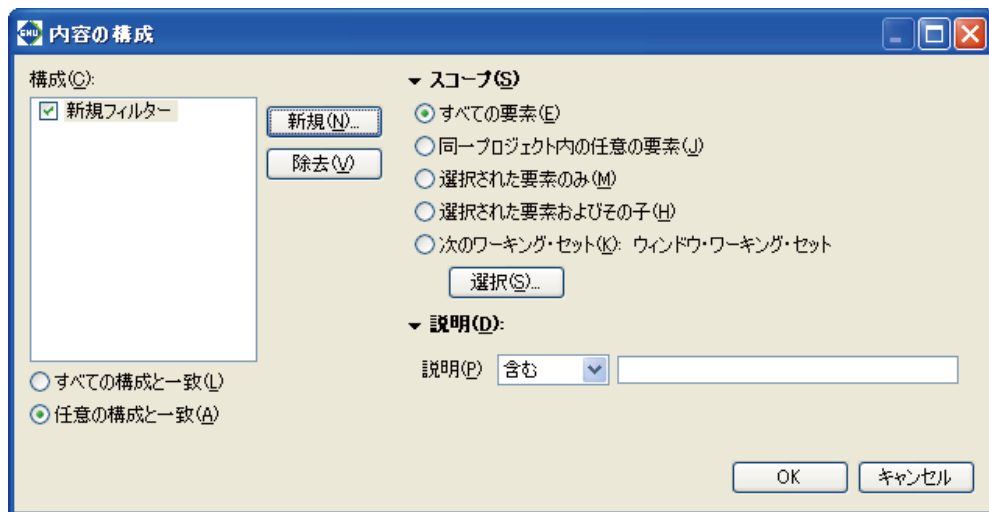 GNU 内容の構成
構成(C):
新規フィルター
新規(N)...
除去(V)
すべての構成と一致(L)
任意の構成と一致(A)
スコープ(S)
すべての要素(E)
同一プロジェクト内の任意の要素(J)
選択された要素のみ(M)
選択された要素およびその子(H)
次のワーキング・セット(K): ウィンドウ・ワーキング・セット
選択(S)...
説明(D):
説明(P) 含む
OK キャンセル